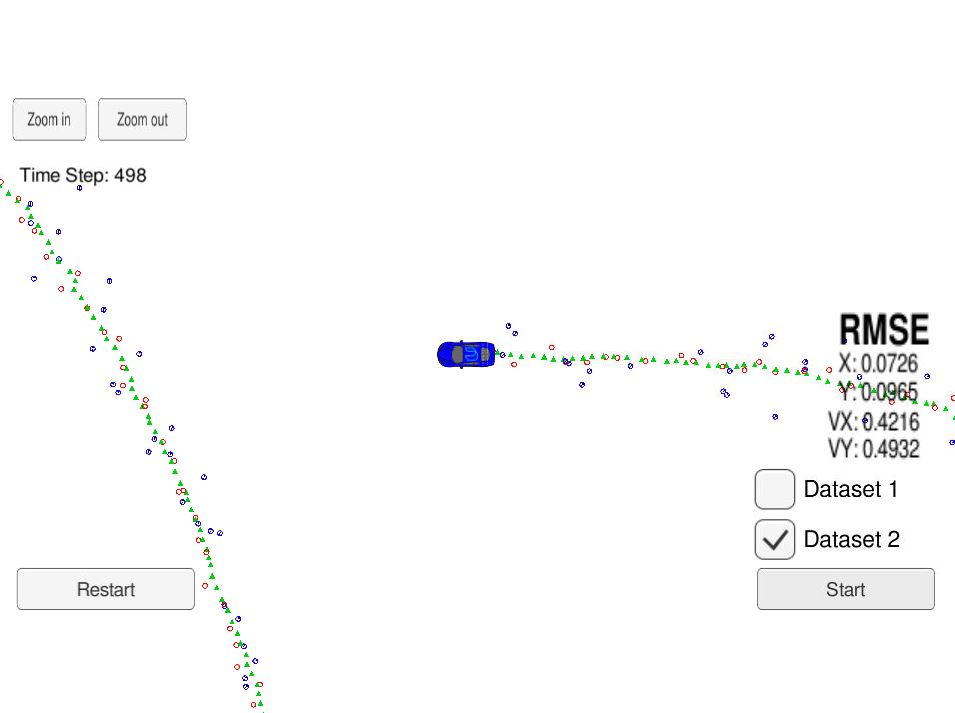 Zoom in
Zoom out
Time Step: 498
RMSE
X: 0.0726
Y: 0.0965
VX: 0.4216
VY: 0.4932
Dataset 1
Dataset 2
Restart
Start